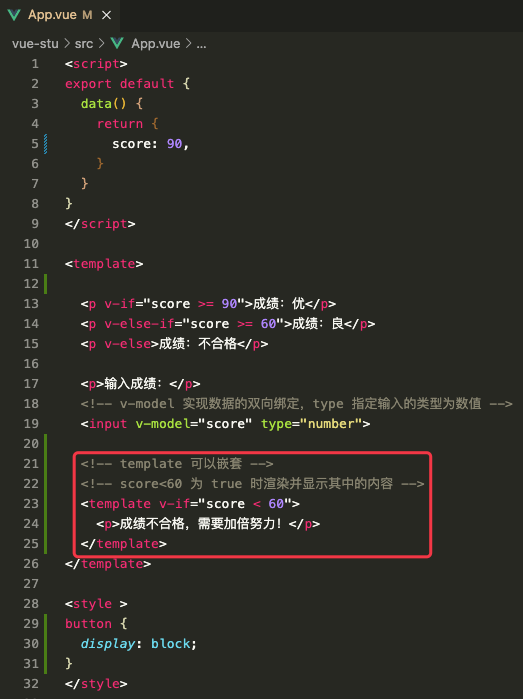 App.vue M ×
vue-stu > src > App.vue > ...
1 <script>
2 export default {
3 data() {
4 return {
5 score: 90,
6 }
7 }
8 }
9 </script>
10
11 <template>
12
13 <p v-if="score >= 90">成绩：优</p>
14 <p v-else-if="score >= 60">成绩：良</p>
15 <p v-else>成绩：不合格</p>
16
17 <p>输入成绩：</p>
18 <!-- v-model 实现数据的双向绑定，type 指定输入的类型为数值 -->
19 <input v-model="score" type="number">
20
21 <!-- template 可以嵌套 -->
22 <!-- score<60 为 true 时渲染并显示其中的内容 -->
23 <template v-if="score < 60">
24 <p>成绩不合格，需要加倍努力！</p>
25 </template>
26 </template>
27
28 <style >
29 button {
30 display: block;
31 }
32 </style>